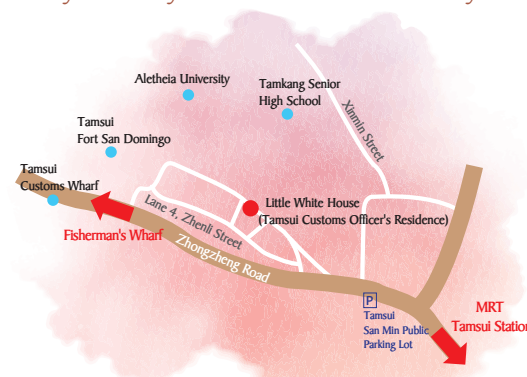 Aletheia University
Tamkang Senior
High School
Xinmin Street
Tamsui
Fort San Domingo
Tamsui
Customs Wharf
Little White House
(Tamsui Customs Officer's Residence)
Lane 4, Zhenli Street
Fisherman's Wharf
Zhongzheng Road
P
Tamsui
San Min Public
Parking Lot
MRT
Tamsui Station